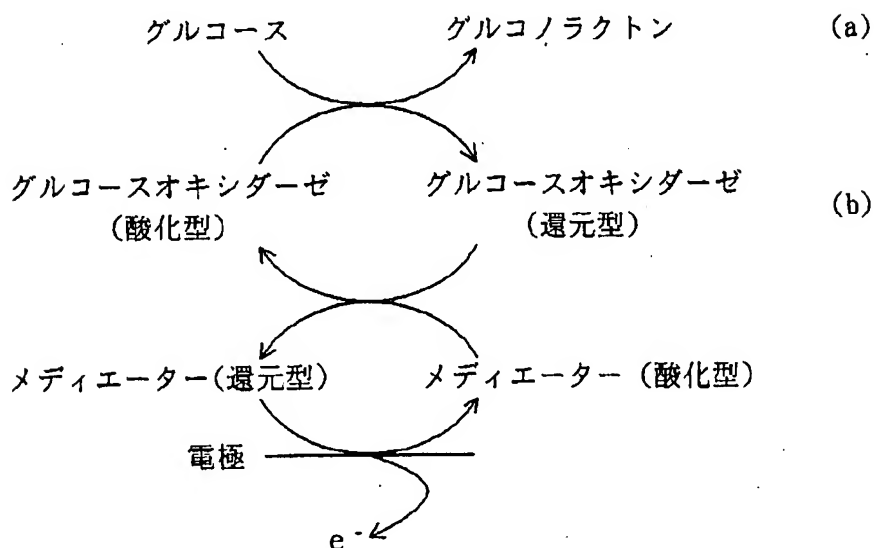 グルコース グルコノラクトン (a)
グルコースオキシダーゼ グルコースオキシダーゼ (b)
(酸化型) (還元型)
メディエーター(還元型) メディエーター (酸化型)
電極
e⁻